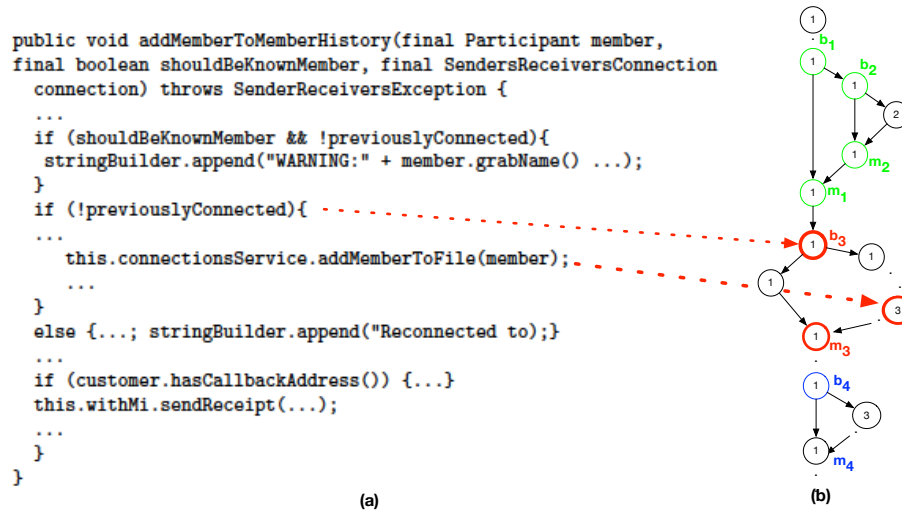 public void addMemberToMemberHistory(final Participant member,
final boolean shouldBeKnownMember, final SendersReceiversConnection
connection) throws SenderReceiversException {
...
if (shouldBeKnownMember && !previouslyConnected){
stringBuilder.append("WARNING:" + member.grabName() ...);
}
if (!previouslyConnected){
...
this.connectionsService.addMemberToFile(member);
...
}
else {...; stringBuilder.append("Reconnected to);}
...
if (customer.hasCallbackAddress()) {...}
this.withMi.sendReceipt(...);
...
}
}
(a)
1
b1
1
b2
1
2
1
m2
1
m1
b3
1
1
1
3
1
m3
1
b4
3
1
m4
(b)